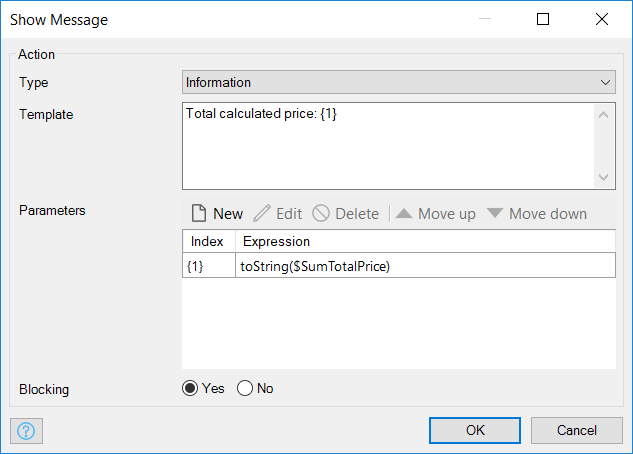 Show Message
Action
Type Information
Template Total calculated price: {1}
Parameters New Edit Delete Move up Move down
Index Expression
{1} toString($SumTotalPrice)
Blocking Yes No
? OK Cancel